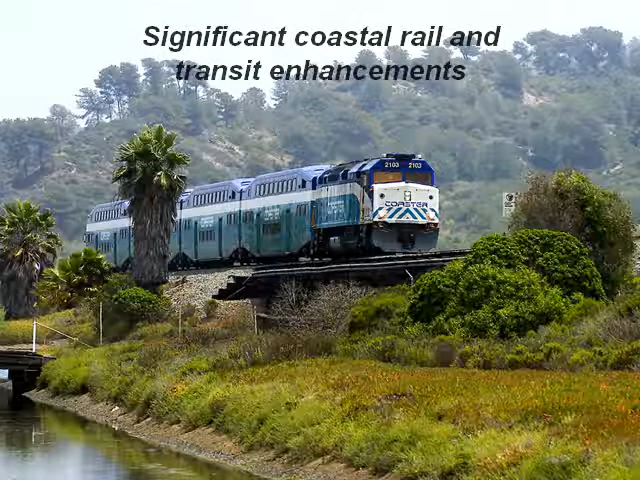 Significant coastal rail and
transit enhancements
2103 2103
COASTER